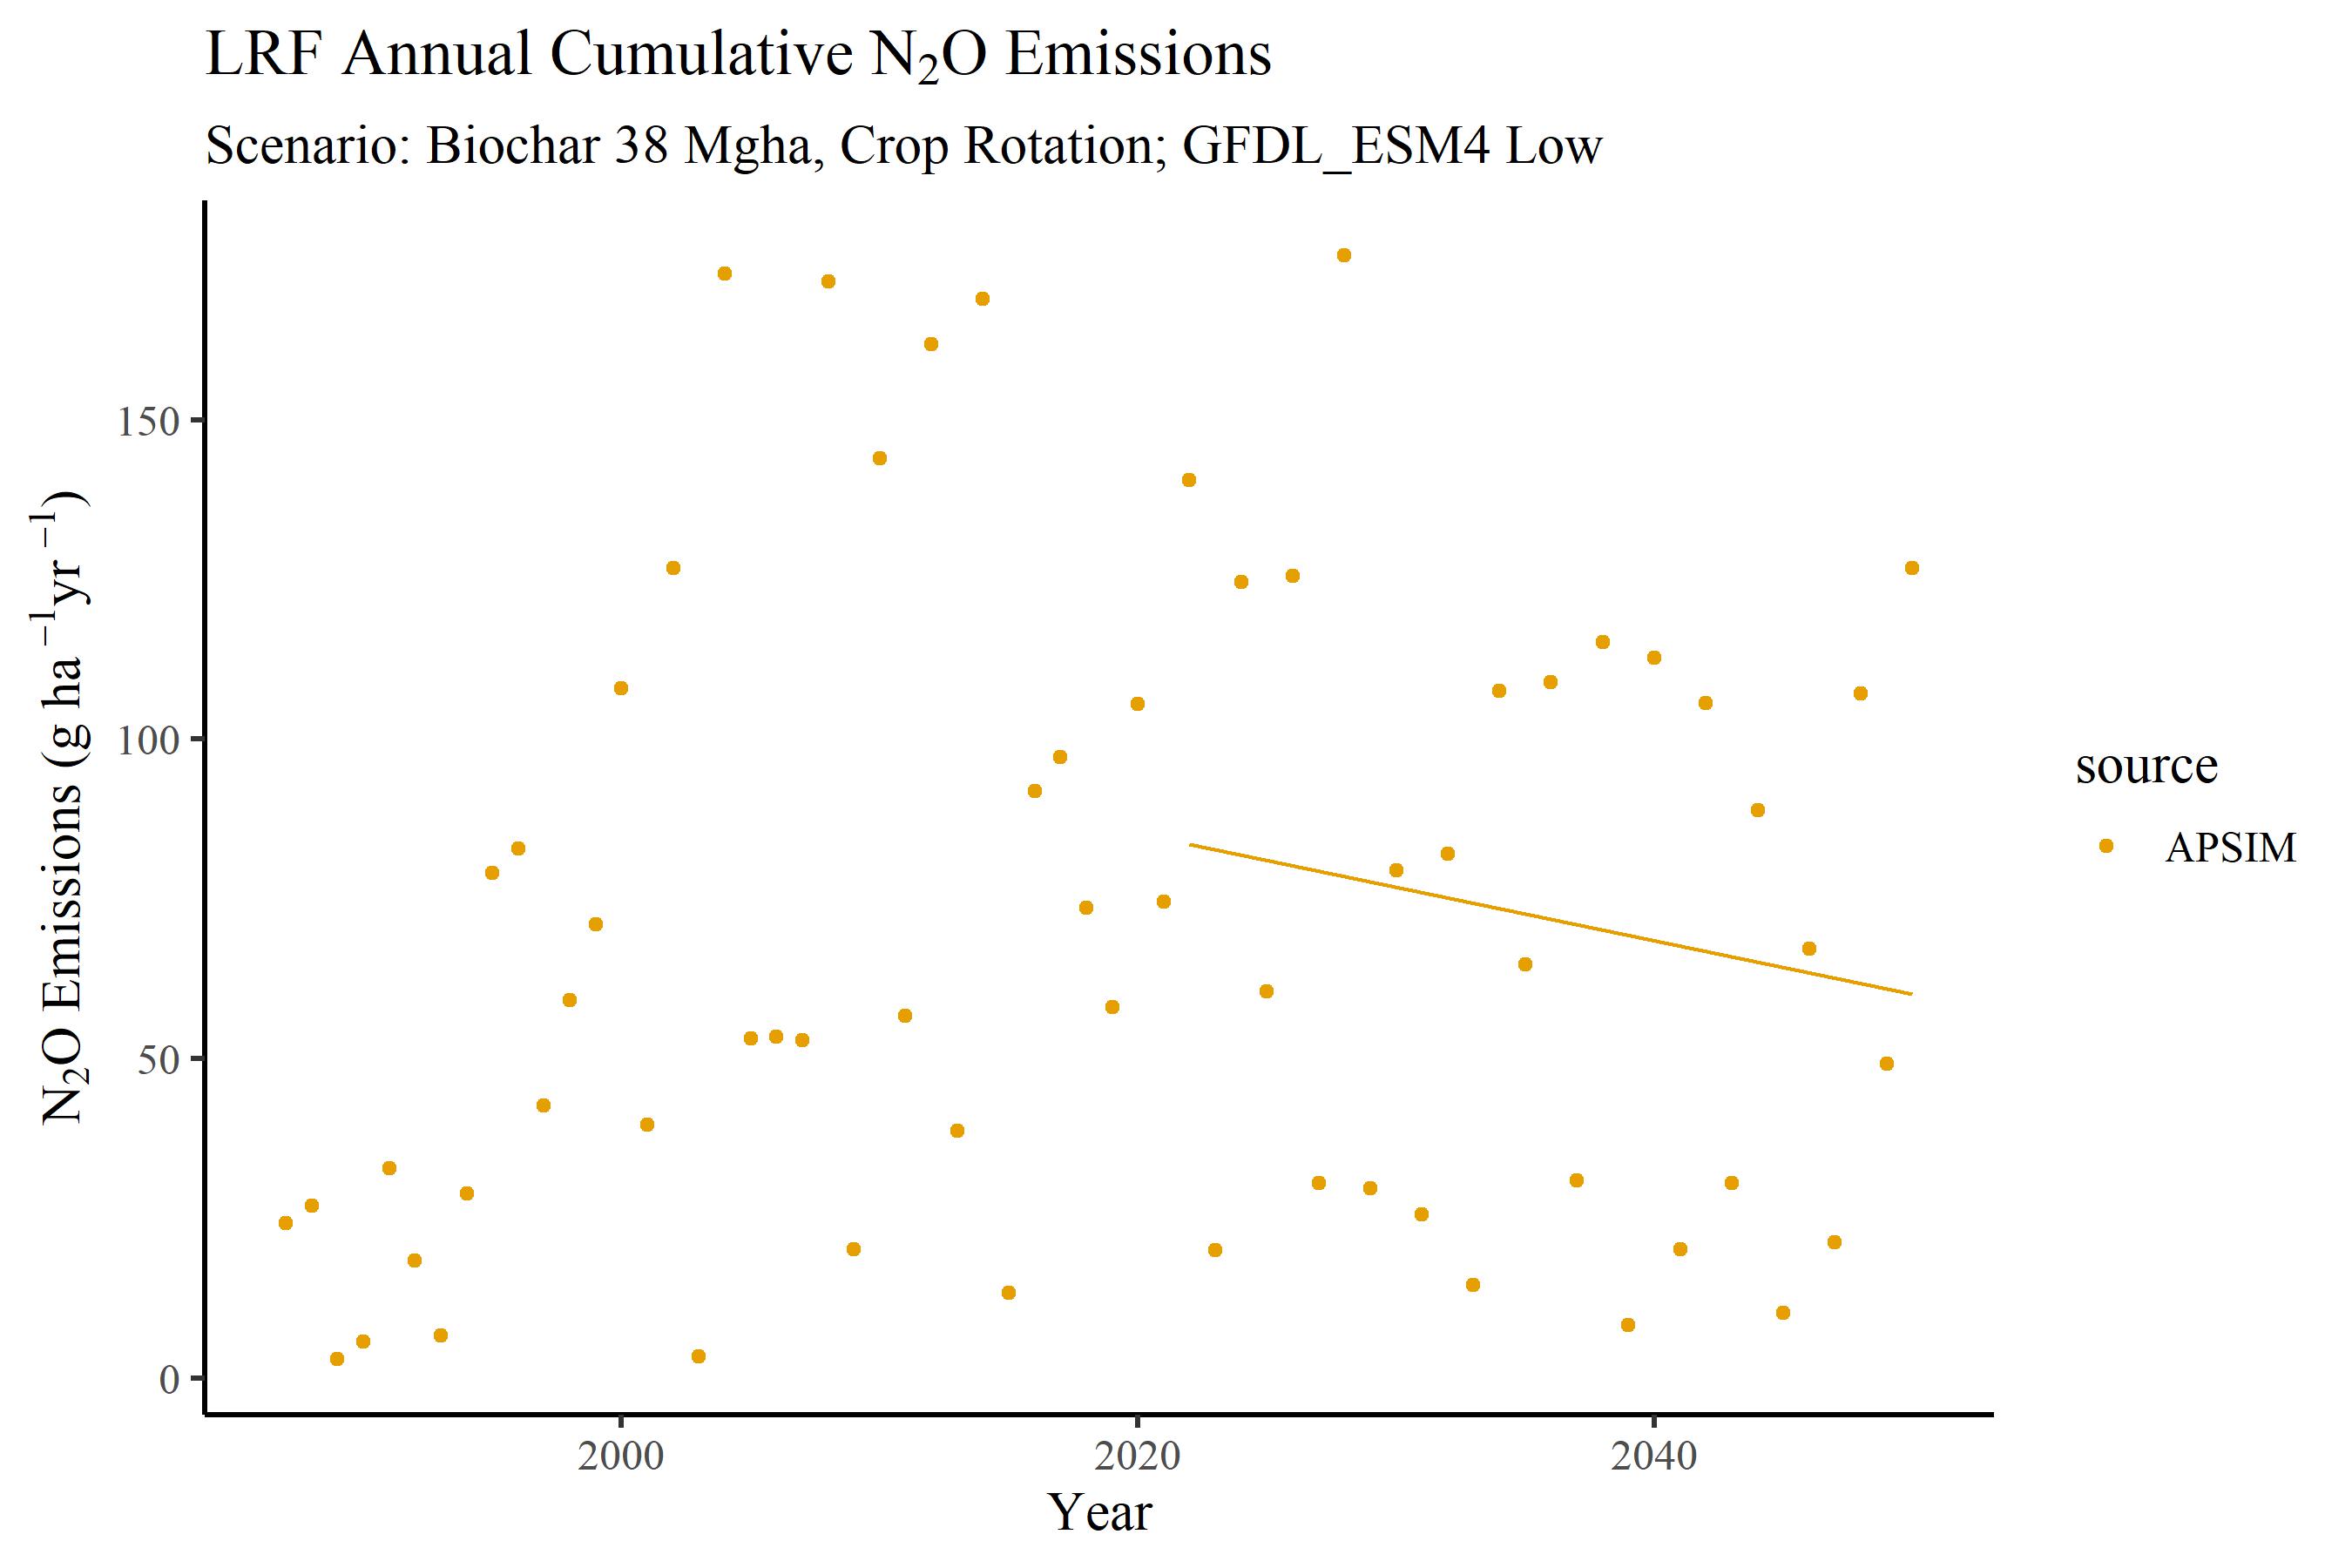 LRF Annual Cumulative N₂O Emissions
Scenario: Biochar 38 Mgha, Crop Rotation; GFDL_ESM4 Low
N₂O Emissions (g ha⁻¹yr⁻¹)
150
100
50
0
2000 2020 2040
Year
source
APSIM